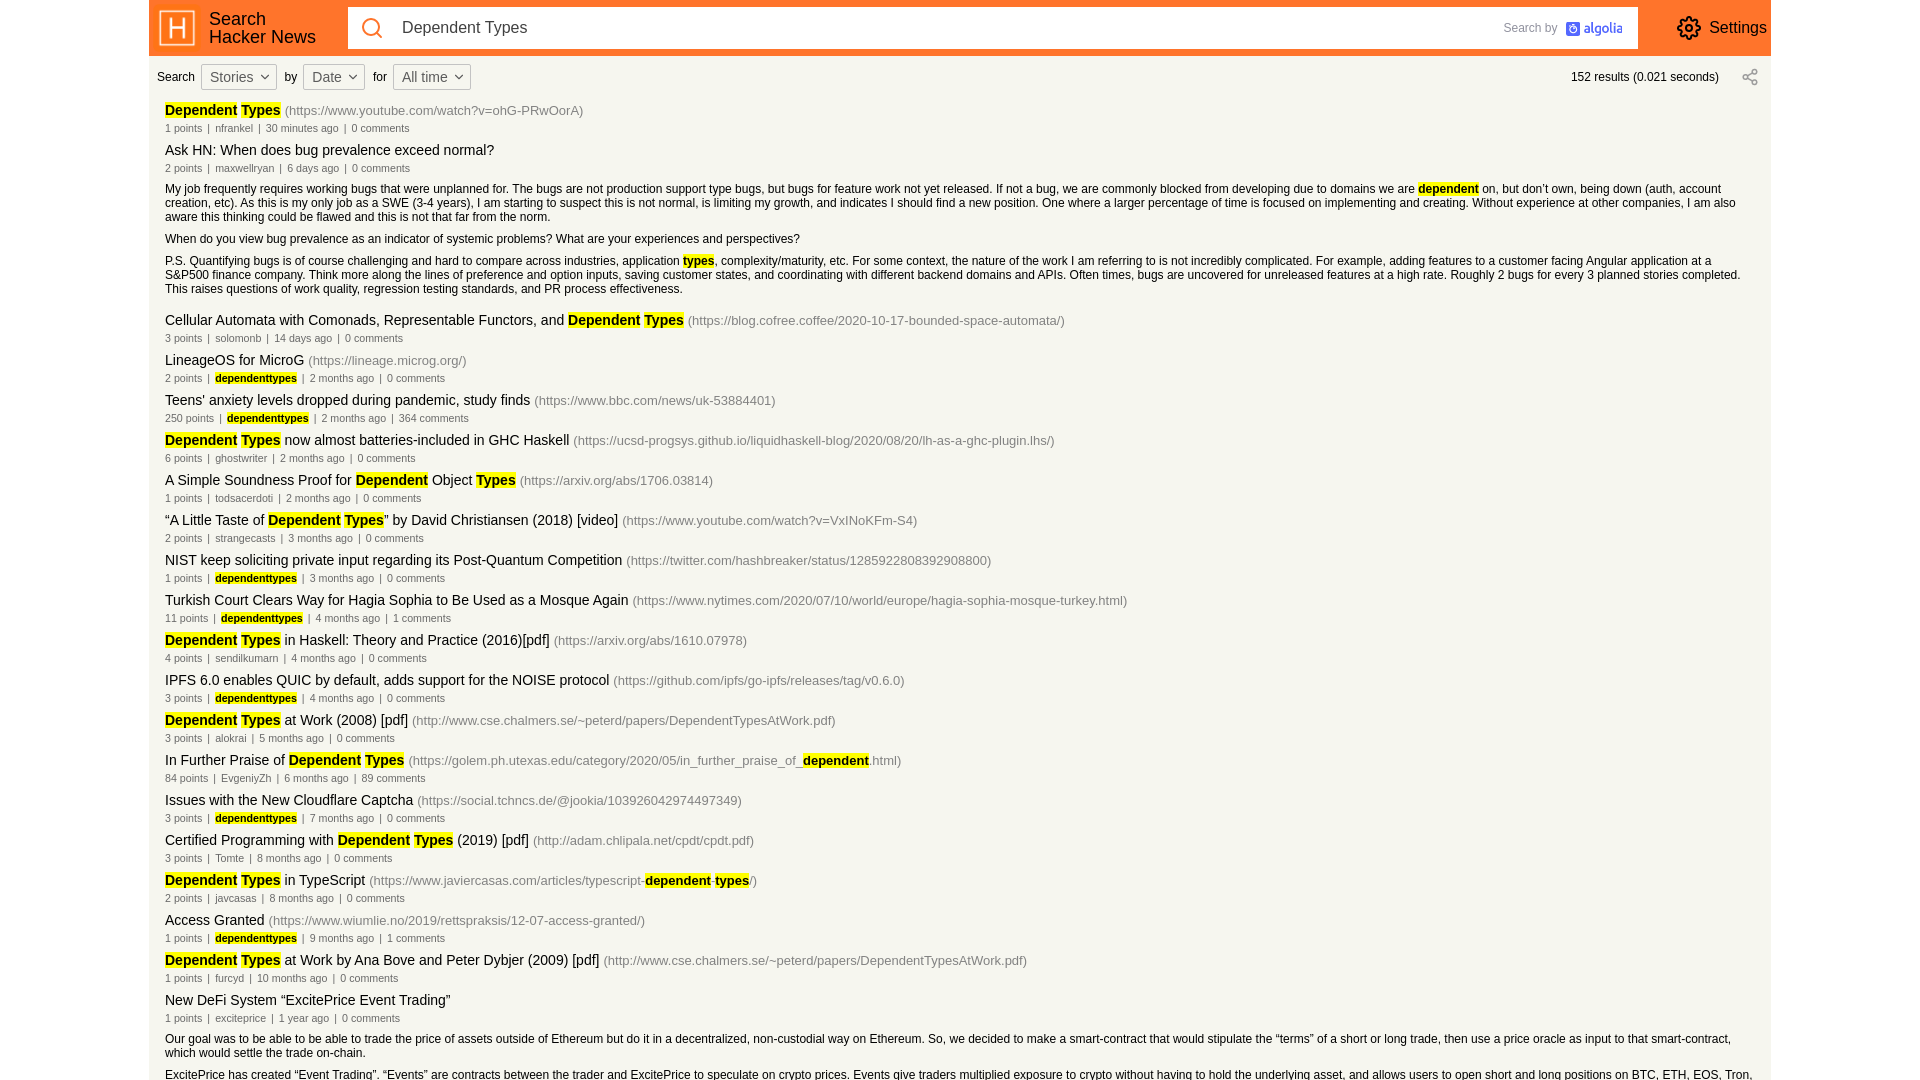 H
Search
Hacker News
Dependent Types
Search by algolia
Settings
Search Stories by Date for All time
152 results (0.021 seconds)
Dependent Types (https://www.youtube.com/watch?v=ohG-PRwOorA)
1 points | nfrankel | 30 minutes ago | 0 comments
Ask HN: When does bug prevalence exceed normal?
2 points | maxwellryan | 6 days ago | 0 comments
My job frequently requires working bugs that were unplanned for. The bugs are not production support type bugs, but bugs for feature work not yet released. If not a bug, we are commonly blocked from developing due to domains we are dependent on, but don’t own, being down (auth, account
creation, etc). As this is my only job as a SWE (3-4 years), I am starting to suspect this is not normal, is limiting my growth, and indicates I should find a new position. One where a larger percentage of time is focused on implementing and creating. Without experience at other companies, I am also
aware this thinking could be flawed and this is not that far from the norm.
When do you view bug prevalence as an indicator of systemic problems? What are your experiences and perspectives?
P.S. Quantifying bugs is of course challenging and hard to compare across industries, application types, complexity/maturity, etc. For some context, the nature of the work I am referring to is not incredibly complicated. For example, adding features to a customer facing Angular application at a
S&P500 finance company. Think more along the lines of preference and option inputs, saving customer states, and coordinating with different backend domains and APIs. Often times, bugs are uncovered for unreleased features at a high rate. Roughly 2 bugs for every 3 planned stories completed.
This raises questions of work quality, regression testing standards, and PR process effectiveness.
Cellular Automata with Comonads, Representable Functors, and Dependent Types (https://blog.cofree.coffee/2020-10-17-bounded-space-automata/)
3 points | solomonb | 14 days ago | 0 comments
LineageOS for MicroG (https://lineage.microg.org/)
2 points | dependenttypes | 2 months ago | 0 comments
Teens' anxiety levels dropped during pandemic, study finds (https://www.bbc.com/news/uk-53884401)
250 points | dependenttypes | 2 months ago | 364 comments
Dependent Types now almost batteries-included in GHC Haskell (https://ucsd-progsys.github.io/liquidhaskell-blog/2020/08/20/lh-as-a-ghc-plugin.lhs/)
6 points | ghostwriter | 2 months ago | 0 comments
A Simple Soundness Proof for Dependent Object Types (https://arxiv.org/abs/1706.03814)
1 points | todsacerdoti | 2 months ago | 0 comments
“A Little Taste of Dependent Types” by David Christiansen (2018) [video] (https://www.youtube.com/watch?v=VxINoKFm-S4)
2 points | strangecasts | 3 months ago | 0 comments
NIST keep soliciting private input regarding its Post-Quantum Competition (https://twitter.com/hashbreaker/status/1285922808392908800)
1 points | dependenttypes | 3 months ago | 0 comments
Turkish Court Clears Way for Hagia Sophia to Be Used as a Mosque Again (https://www.nytimes.com/2020/07/10/world/europe/hagia-sophia-mosque-turkey.html)
11 points | dependenttypes | 4 months ago | 1 comments
Dependent Types in Haskell: Theory and Practice (2016)[pdf] (https://arxiv.org/abs/1610.07978)
4 points | sendilkumarn | 4 months ago | 0 comments
IPFS 6.0 enables QUIC by default, adds support for the NOISE protocol (https://github.com/ipfs/go-ipfs/releases/tag/v0.6.0)
3 points | dependenttypes | 4 months ago | 0 comments
Dependent Types at Work (2008) [pdf] (http://www.cse.chalmers.se/~peterd/papers/DependentTypesAtWork.pdf)
3 points | alokrai | 5 months ago | 0 comments
In Further Praise of Dependent Types (https://golem.ph.utexas.edu/category/2020/05/in_further_praise_of_dependent.html)
84 points | EvgeniyZh | 6 months ago | 89 comments
Issues with the New Cloudflare Captcha (https://social.tchncs.de/@jookia/103926042974497349)
3 points | dependenttypes | 7 months ago | 0 comments
Certified Programming with Dependent Types (2019) [pdf] (http://adam.chlipala.net/cpdt/cpdt.pdf)
3 points | Tomte | 8 months ago | 0 comments
Dependent Types in TypeScript (https://www.javiercasas.com/articles/typescript-dependent-types/)
2 points | javcasas | 8 months ago | 0 comments
Access Granted (https://www.wiumlie.no/2019/rettspraksis/12-07-access-granted/)
1 points | dependenttypes | 9 months ago | 1 comments
Dependent Types at Work by Ana Bove and Peter Dybjer (2009) [pdf] (http://www.cse.chalmers.se/~peterd/papers/DependentTypesAtWork.pdf)
1 points | furcyd | 10 months ago | 0 comments
New DeFi System “ExcitePrice Event Trading”
1 points | exciteprice | 1 year ago | 0 comments
Our goal was to be able to be able to trade the price of assets outside of Ethereum but do it in a decentralized, non-custodial way on Ethereum. So, we decided to make a smart-contract that would stipulate the “terms” of a short or long trade, then use a price oracle as input to that smart-contract,
which would settle the trade on-chain.
ExcitePrice has created “Event Trading”. “Events” are contracts between the trader and ExcitePrice to speculate on crypto prices. Events give traders multiplied exposure to crypto without having to hold the underlying asset, and allows users to open short and long positions on BTC, ETH, EOS, Tron,